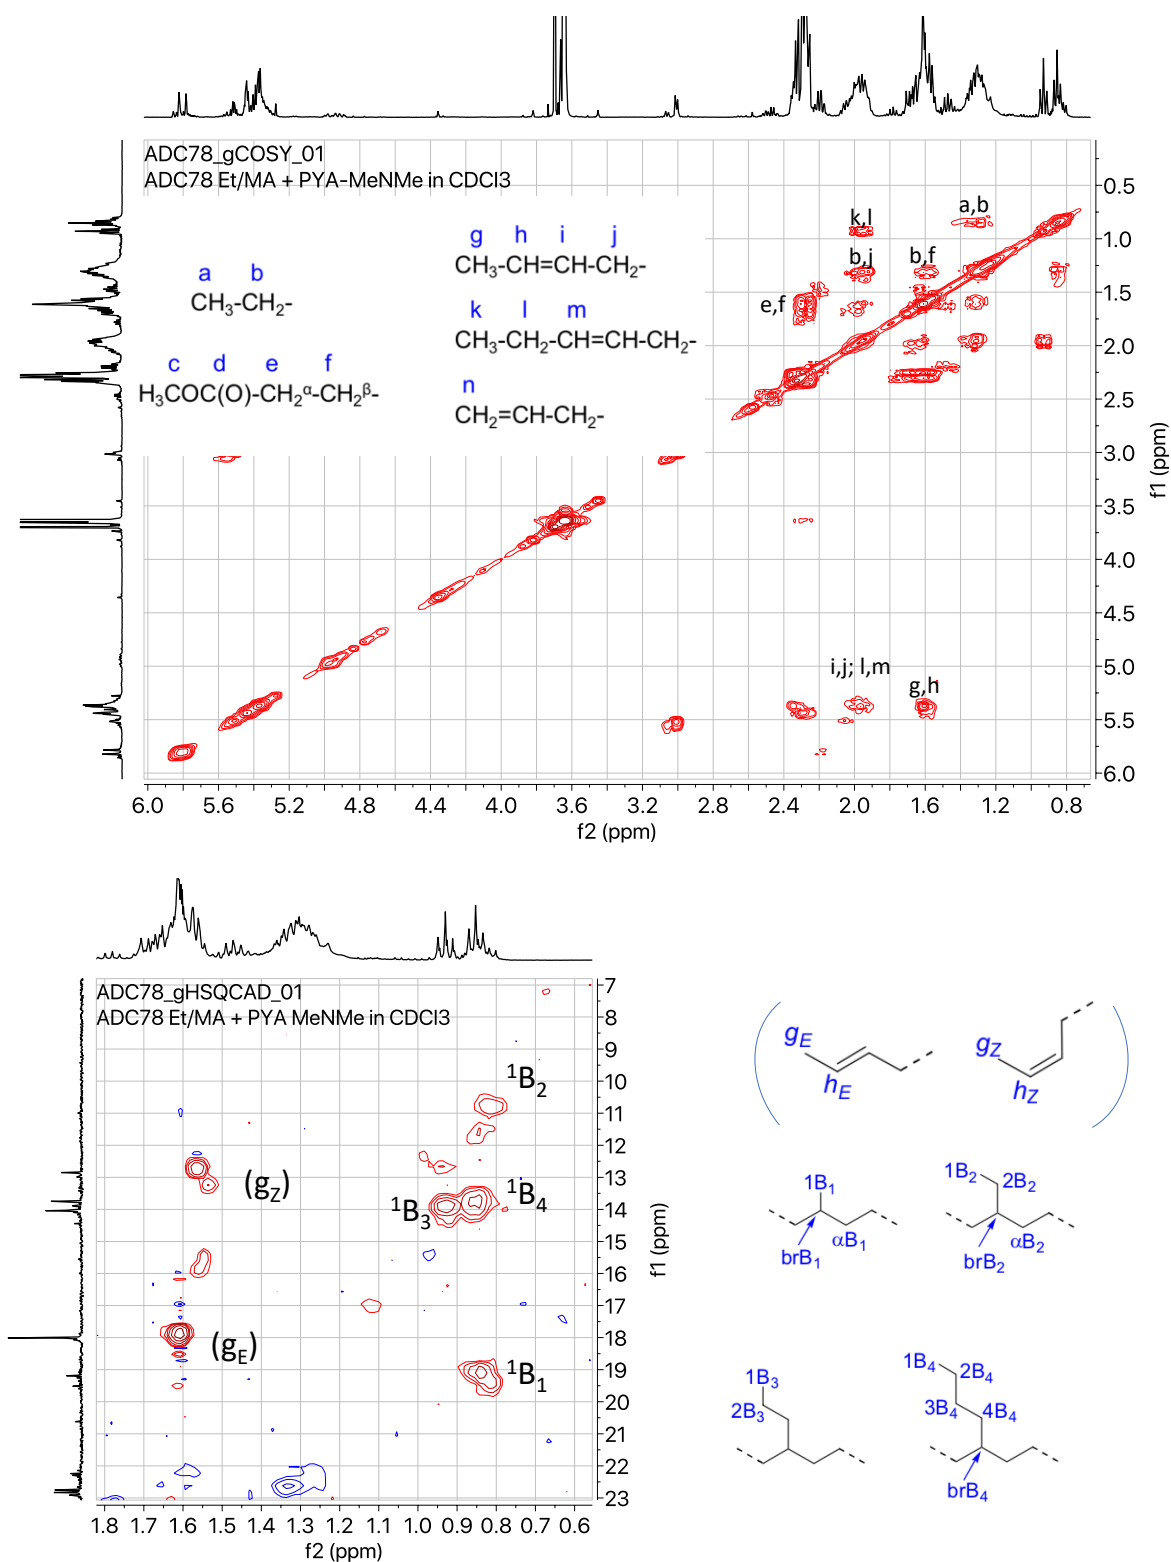 ADC78_gCOSY_01
ADC78 Et/MA + PYA-MeNMe in CDCl3
a b
CH₃-CH₂-
c d e f
H₃COC(O)-CH₂ᵅ-CH₂ᵝ-
g h i j
CH₃-CH=CH-CH₂-
k l m
CH₃-CH₂-CH=CH-CH₂-
n
CH₂=CH-CH₂-
k,l
a,b
b,j
b,f
e,f
i,j; l,m
g,h
0.5
1.0
1.5
2.0
2.5
3.0
3.5
4.0
4.5
5.0
5.5
6.0
f1 (ppm)
6.0 5.6 5.2 4.8 4.4 4.0 3.6 3.2 2.8 2.4 2.0 1.6 1.2 0.8
f2 (ppm)
ADC78_gHSQCAD_01
ADC78 Et/MA + PYA MeNMe in CDCl3
¹B₂
(g_Z)
¹B₃
¹B₄
(g_E)
¹B₁
7
8
9
10
11
12
13
14
15
16
17
18
19
20
21
22
23
f1 (ppm)
1.8 1.7 1.6 1.5 1.4 1.3 1.2 1.1 1.0 0.9 0.8 0.7 0.6
f2 (ppm)
g_E
h_E
g_Z
h_Z
1B₁
αB₁
brB₁
1B₂
2B₂
αB₂
brB₂
1B₃
2B₃
1B₄
2B₄
3B₄
4B₄
brB₄